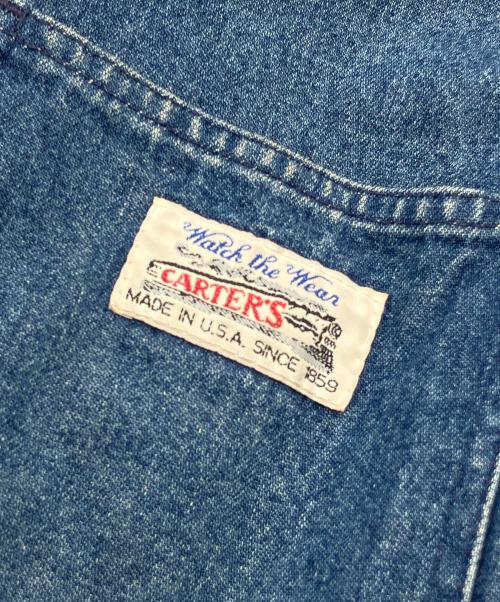 Watch the Wear
CARTER'S
MADE IN U.S.A. SINCE 1859